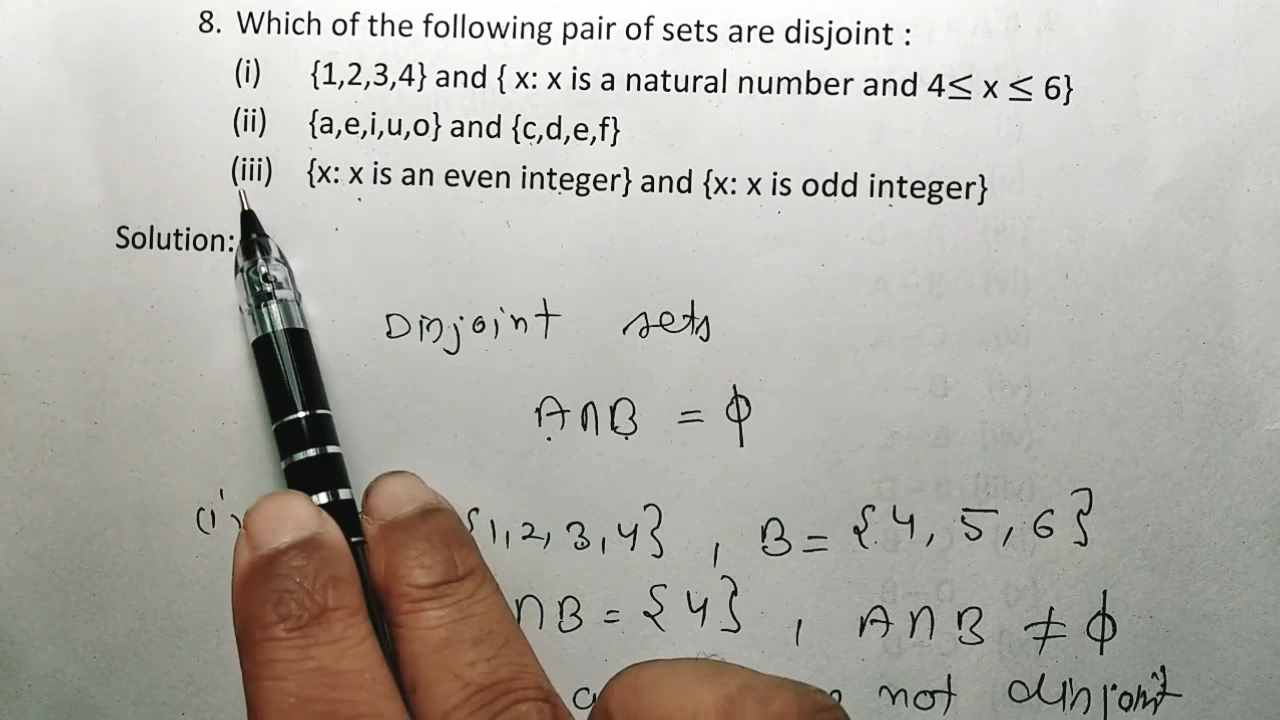 8. Which of the following pair of sets are disjoint :
(i) {1,2,3,4} and { x: x is a natural number and 4≤ x ≤ 6}
(ii) {a,e,i,u,o} and {c,d,e,f}
(iii) {x: x is an even integer} and {x: x is odd integer}
Solution:
Disjoint sets
A∩B = ϕ
(i) {1,2,3,4} , B = {4,5,6}
∩B = {4} , A∩B ≠ ϕ
not disjoint